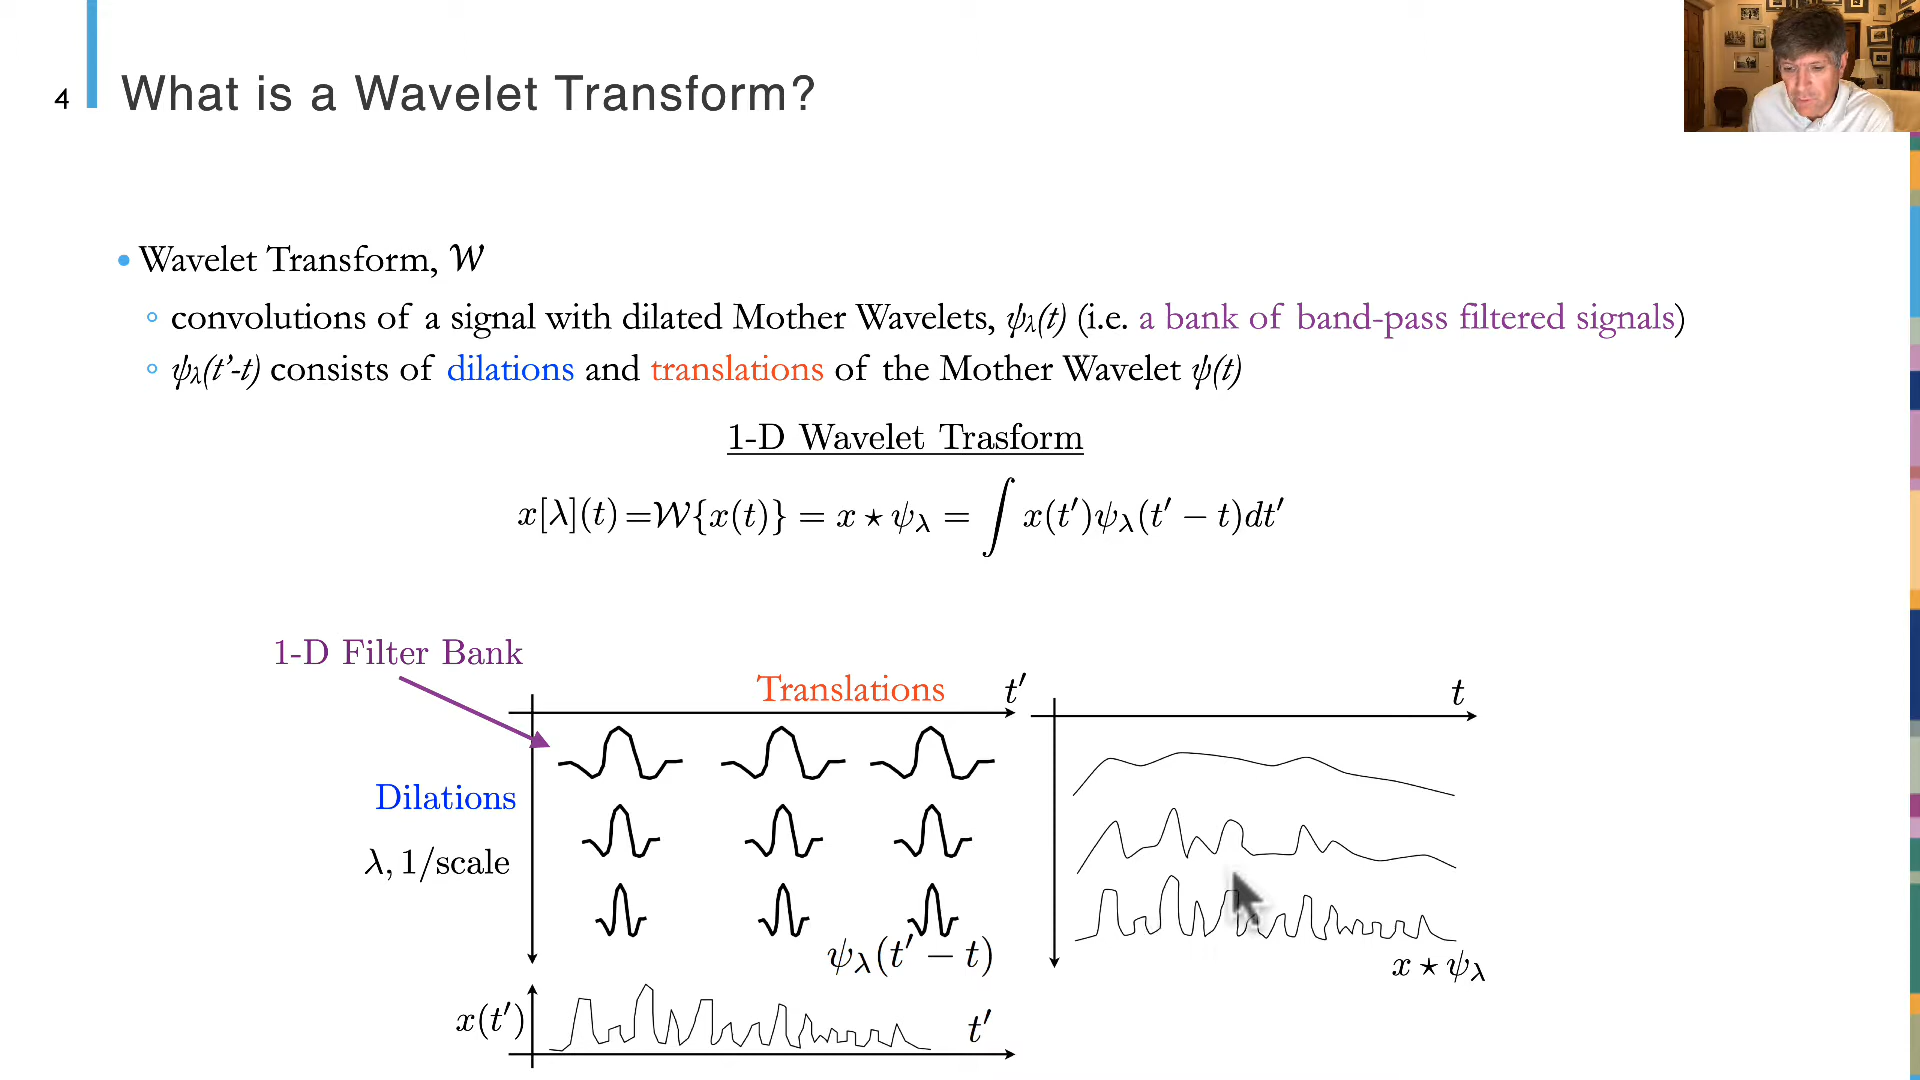 4 What is a Wavelet Transform?
• Wavelet Transform, 𝒲
◦ convolutions of a signal with dilated Mother Wavelets, ψλ(t) (i.e. a bank of band-pass filtered signals)
◦ ψλ(t’-t) consists of dilations and translations of the Mother Wavelet ψ(t)
1-D Wavelet Trasform
x[λ](t)=𝒲{x(t)} = x ⋆ ψλ = ∫ x(t′)ψλ(t′ − t)dt′
1-D Filter Bank
Translations t′
t
Dilations
λ, 1/scale
ψλ(t′ − t)
x ⋆ ψλ
x(t′)
t′